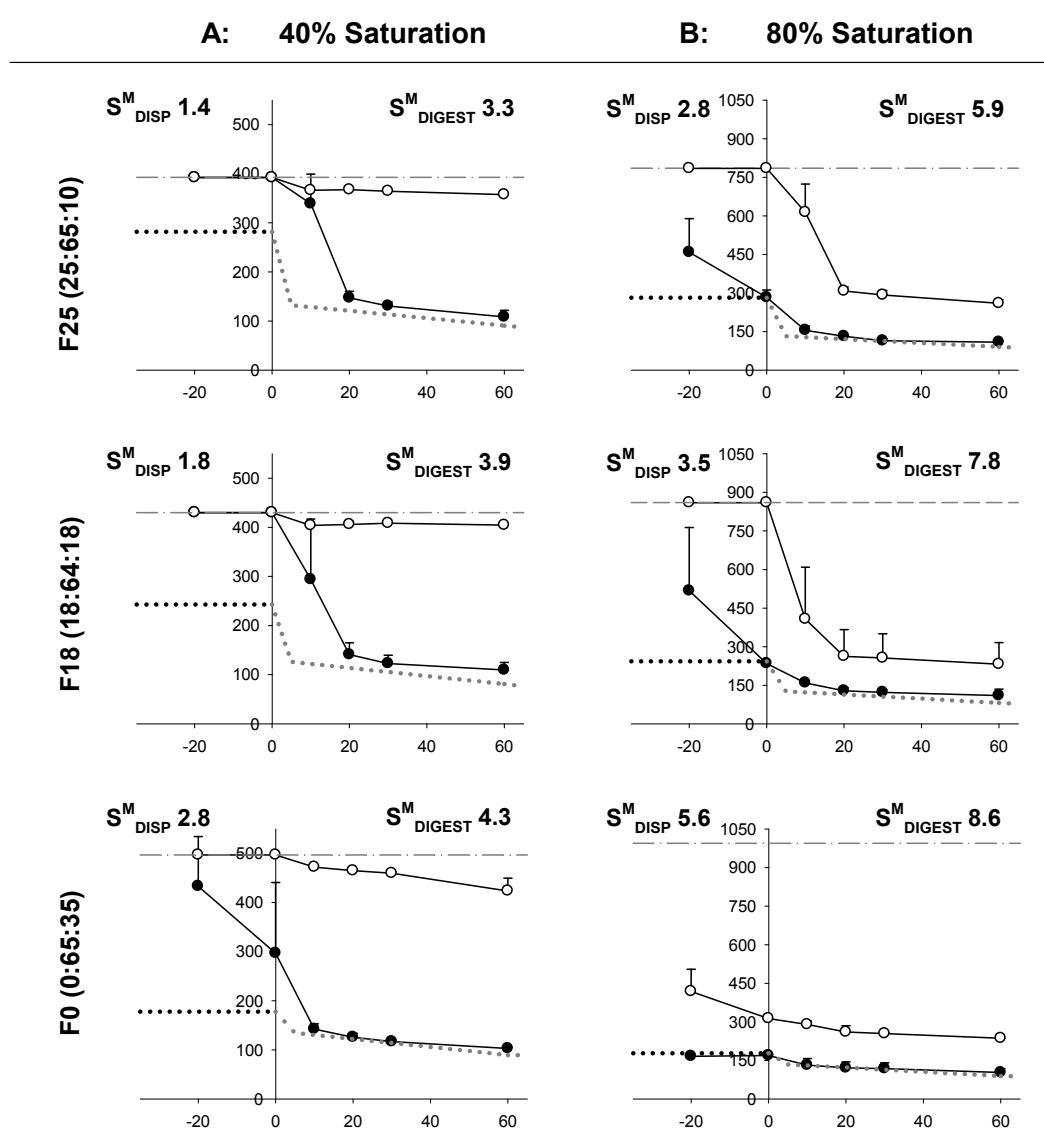 A: 40% Saturation B: 80% Saturation
F25 (25:65:10)
S^M_DISP 1.4 S^M_DIGEST 3.3
500
400
300
200
100
0
-20 0 20 40 60
S^M_DISP 2.8 S^M_DIGEST 5.9
1050
900
750
600
450
300
150
0
-20 0 20 40 60
F18 (18:64:18)
S^M_DISP 1.8 S^M_DIGEST 3.9
500
400
300
200
100
0
-20 0 20 40 60
S^M_DISP 3.5 S^M_DIGEST 7.8
1050
900
750
600
450
300
150
0
-20 0 20 40 60
F0 (0:65:35)
S^M_DISP 2.8 S^M_DIGEST 4.3
500
400
300
200
100
0
-20 0 20 40 60
S^M_DISP 5.6 S^M_DIGEST 8.6
1050
900
750
600
450
300
150
0
-20 0 20 40 60